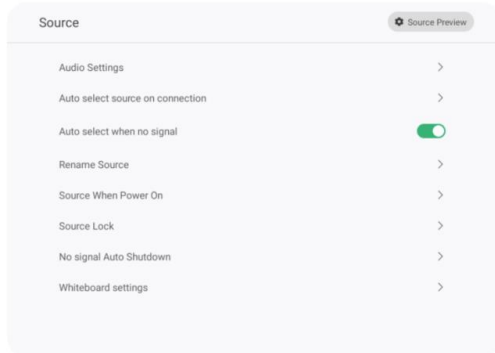 Source
Source Preview
Audio Settings
Auto select source on connection
Auto select when no signal
Rename Source
Source When Power On
Source Lock
No signal Auto Shutdown
Whiteboard settings